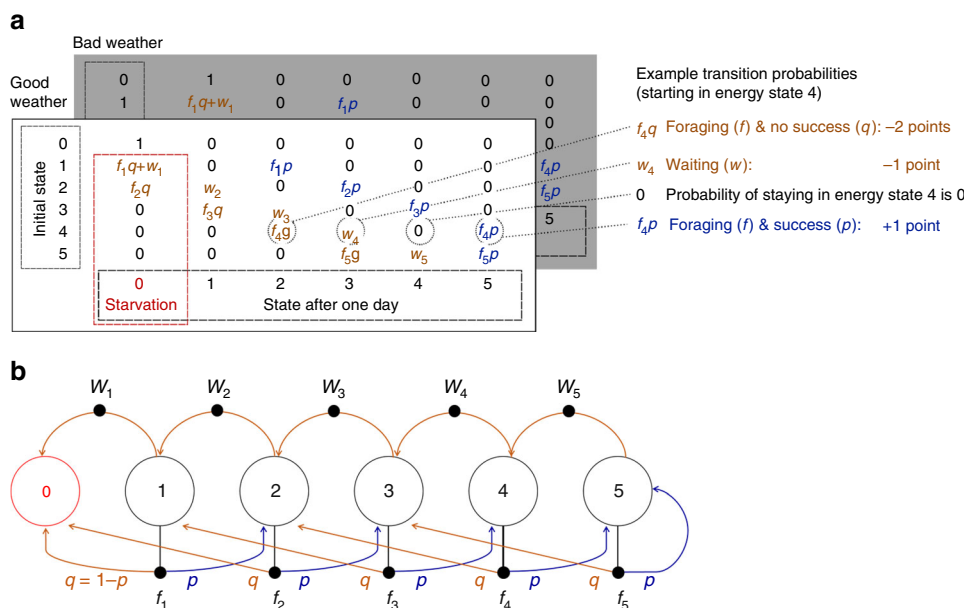 a
Bad weather
0 1 0 0 0 0 0
Good weather
1 f₁q+w₁ 0 f₁p 0 0 0
0
0 1 0 0 0 0 0
1 f₁q+w₁ 0 f₁p 0 0 0 f₄p
2 f₂q w₂ 0 f₂p 0 0 f₅p
3 0 f₃q w₃ 0 f₃p 0
4 0 0 f₄g w₄ 0 f₄p 5
5 0 0 0 f₅g w₅ f₅p
Initial state
0 1 2 3 4 5
Starvation State after one day
Example transition probabilities
(starting in energy state 4)
f₄q Foraging (f) & no success (q): −2 points
w₄ Waiting (w): −1 point
0 Probability of staying in energy state 4 is 0
f₄p Foraging (f) & success (p): +1 point
b
W₁ W₂ W₃ W₄ W₅
0 1 2 3 4 5
q = 1−p p q p q p q p q p
f₁ f₂ f₃ f₄ f₅